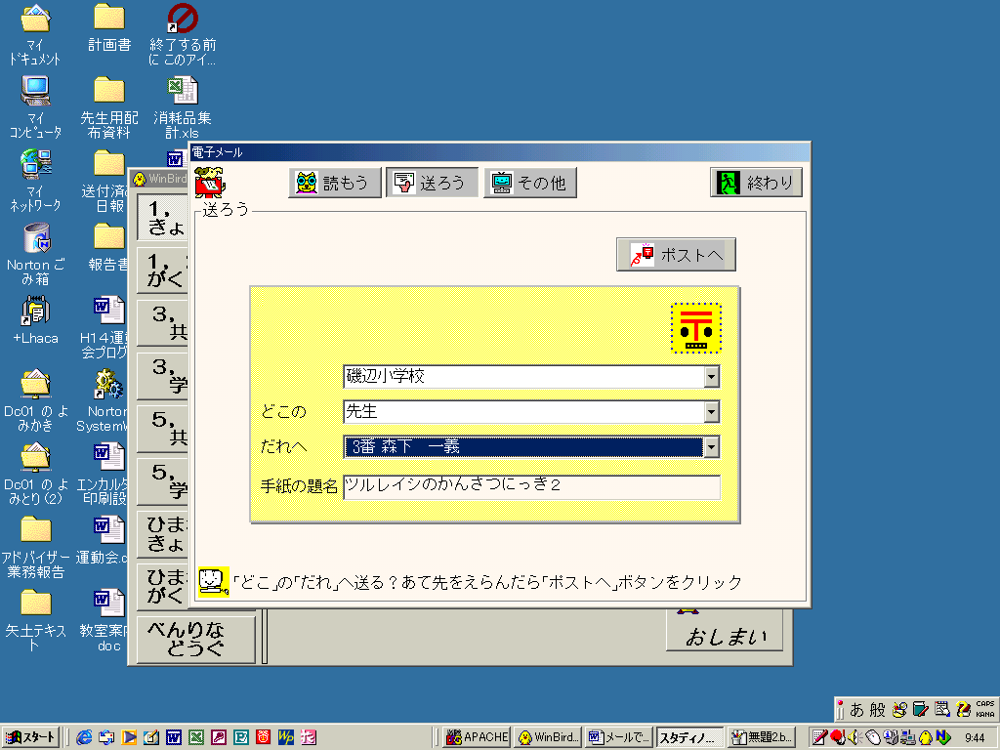 マイ
ドキュメント
計画書
終了する前
に このアイ...
マイ
コンピュータ
先生用配
布資料
消耗品集
計.xls
マイ
ネットワーク
送付済
日報
Norton ご
み箱
報告書
+Lhaca
H14運
会プログ
Dc01 の よ
みかき
Norton
SystemW
Dc01 の よ
みとり(2)
エンカルタ
印刷設
アドバイザー
業務報告
運動会.d
矢土テキス
ト
教室案
doc
WinBird
1,
きょ
1,
がく
3,
共
3,
学
5,
共
5,
学
ひま
きょ
ひま
がく
べんりな
どうぐ
おしまい
電子メール
読もう
送ろう
その他
終わり
送ろう
ポストへ
磯辺小学校
どこの
先生
だれへ
3番 森下 一義
手紙の題名
ツルレイシのかんさつにっき2
「どこ」の「だれ」へ送る?あて先をえらんだら「ポストへ」ボタンをクリック
あ 般
CAPS
KANA
スタート
APACHE
WinBird...
メールで...
スタディノ...
無題2.b...
9:44